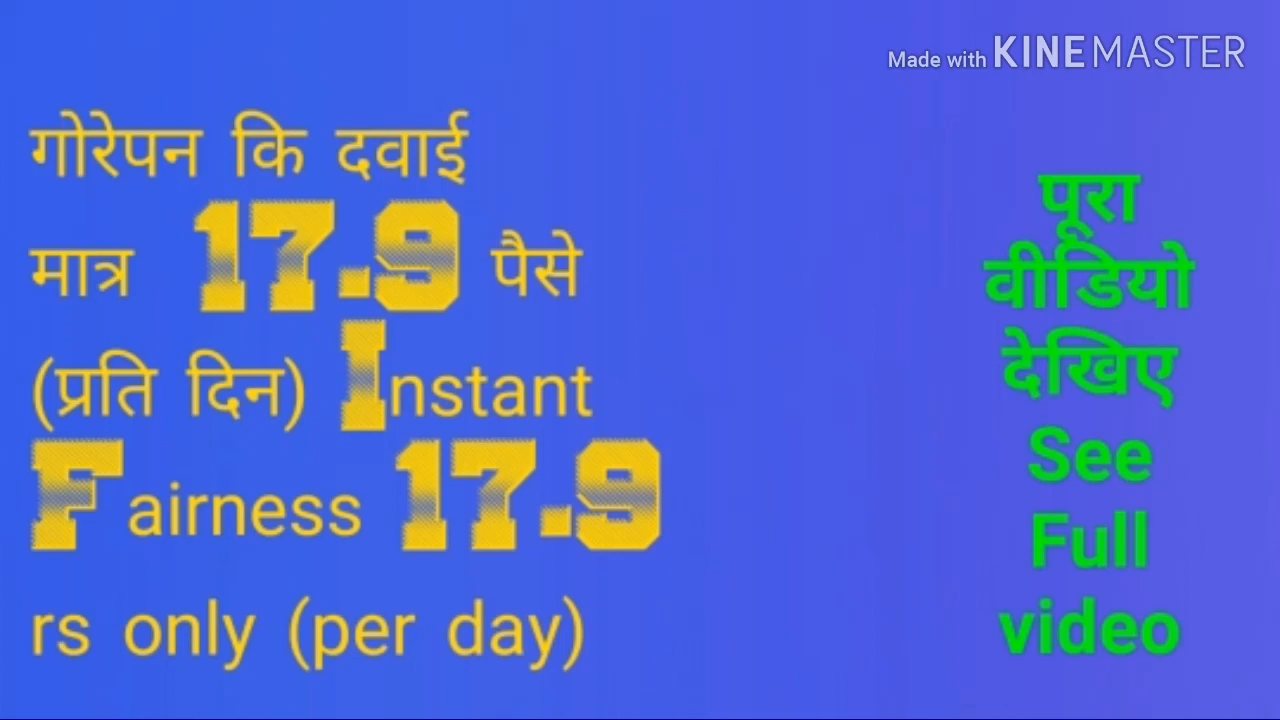 Made with KINEMASTER
गोरेपन कि दवाई
मात्र 17.9 पैसे
(प्रति दिन) Instant
Fairness 17.9
rs only (per day)
पूरा
वीडियो
देखिए
See
Full
video